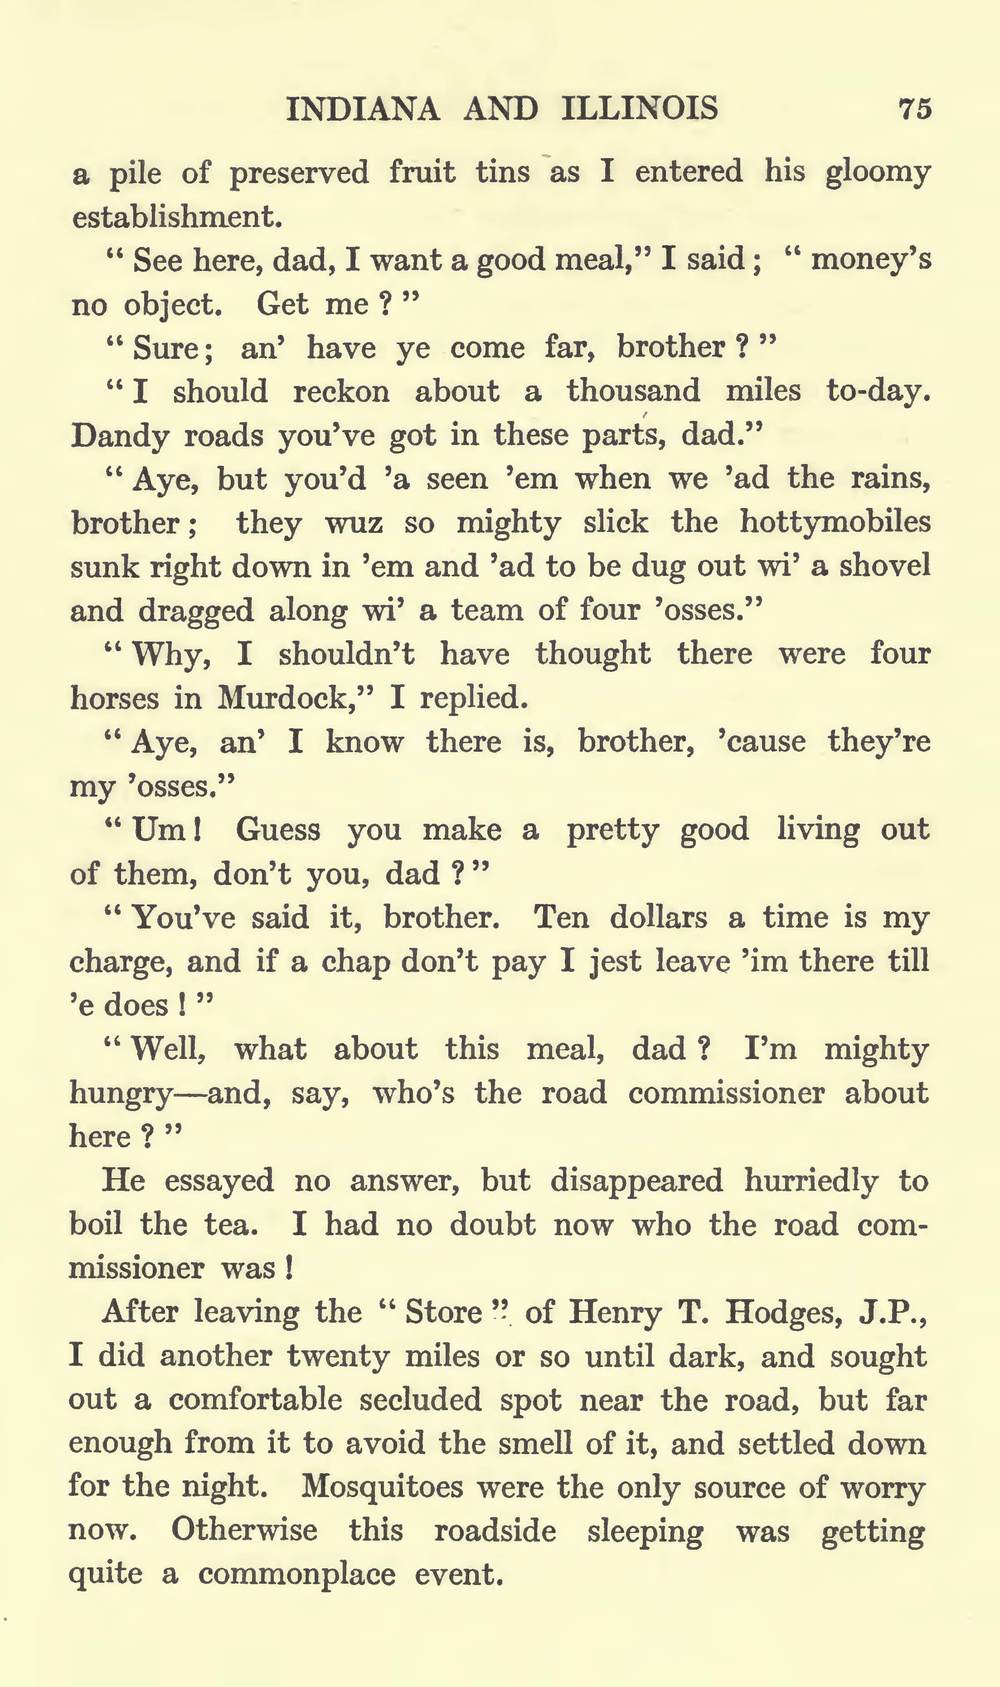 INDIANA AND ILLINOIS 75
a pile of preserved fruit tins as I entered his gloomy
establishment.
“ See here, dad, I want a good meal,” I said ; “ money’s
no object. Get me ? ”
“ Sure ; an’ have ye come far, brother ? ”
“ I should reckon about a thousand miles to-day.
Dandy roads you’ve got in these parts, dad.”
“ Aye, but you’d ’a seen ’em when we ’ad the rains,
brother ; they wuz so mighty slick the hottymobiles
sunk right down in ’em and ’ad to be dug out wi’ a shovel
and dragged along wi’ a team of four ’osses.”
“ Why, I shouldn’t have thought there were four
horses in Murdock,” I replied.
“ Aye, an’ I know there is, brother, ’cause they’re
my ’osses.”
“ Um ! Guess you make a pretty good living out
of them, don’t you, dad ? ”
“ You’ve said it, brother. Ten dollars a time is my
charge, and if a chap don’t pay I jest leave ’im there till
’e does ! ”
“ Well, what about this meal, dad ? I’m mighty
hungry—and, say, who’s the road commissioner about
here ? ”
He essayed no answer, but disappeared hurriedly to
boil the tea. I had no doubt now who the road com-
missioner was !
After leaving the “ Store ” of Henry T. Hodges, J.P.,
I did another twenty miles or so until dark, and sought
out a comfortable secluded spot near the road, but far
enough from it to avoid the smell of it, and settled down
for the night. Mosquitoes were the only source of worry
now. Otherwise this roadside sleeping was getting
quite a commonplace event.